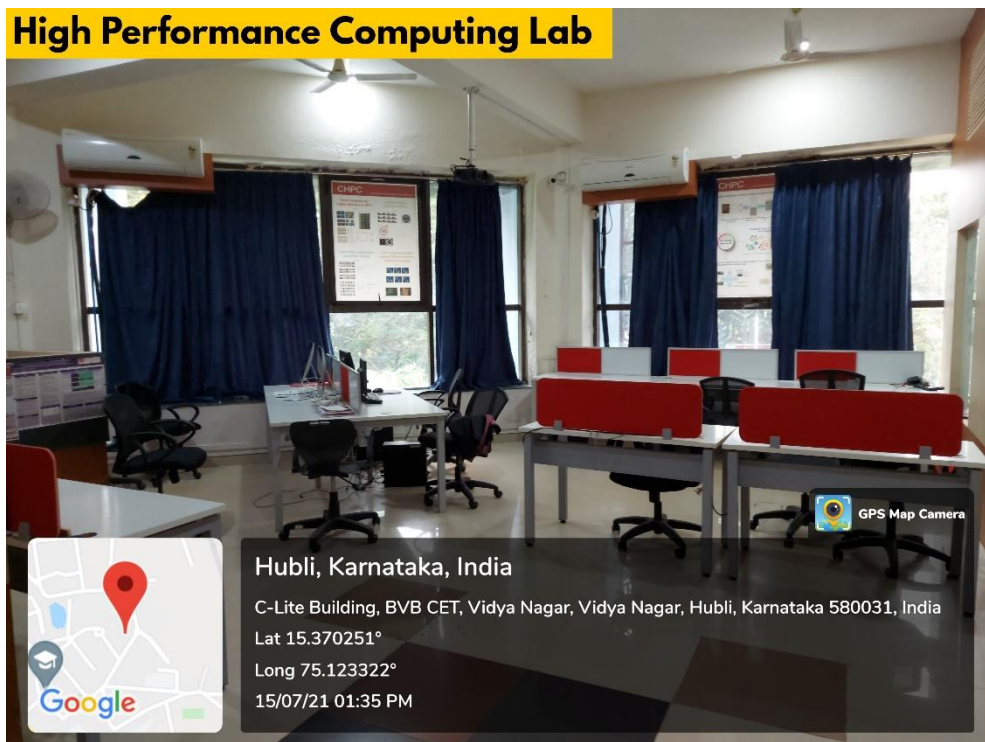 High Performance Computing Lab
CHPC
CHPC
GPS Map Camera
Hubli, Karnataka, India
C-Lite Building, BVB CET, Vidya Nagar, Vidya Nagar, Hubli, Karnataka 580031, India
Lat 15.370251°
Long 75.123322°
15/07/21 01:35 PM
Google